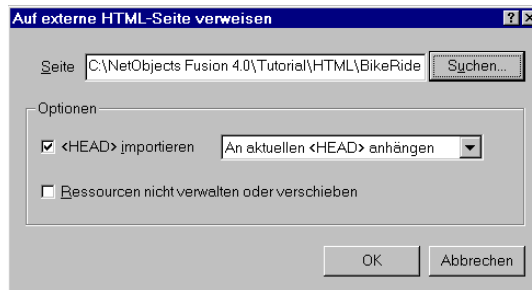 Auf externe HTML-Seite verweisen
Seite C:\NetObjects Fusion 4.0\Tutorial\HTML\BikeRide Suchen...
Optionen
<HEAD> importieren An aktuellen <HEAD> anhängen
Ressourcen nicht verwalten oder verschieben
OK Abbrechen